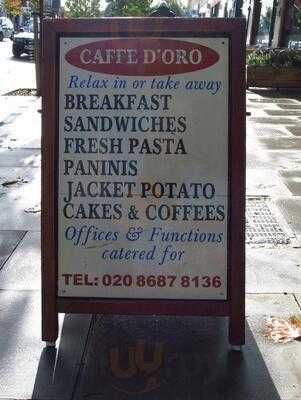 CAFFE D'ORO
Relax in or take away
BREAKFAST
SANDWICHES
FRESH PASTA
PANINIS
JACKET POTATO
CAKES & COFFEES
Offices & Functions
catered for
TEL: 020 8687 8136